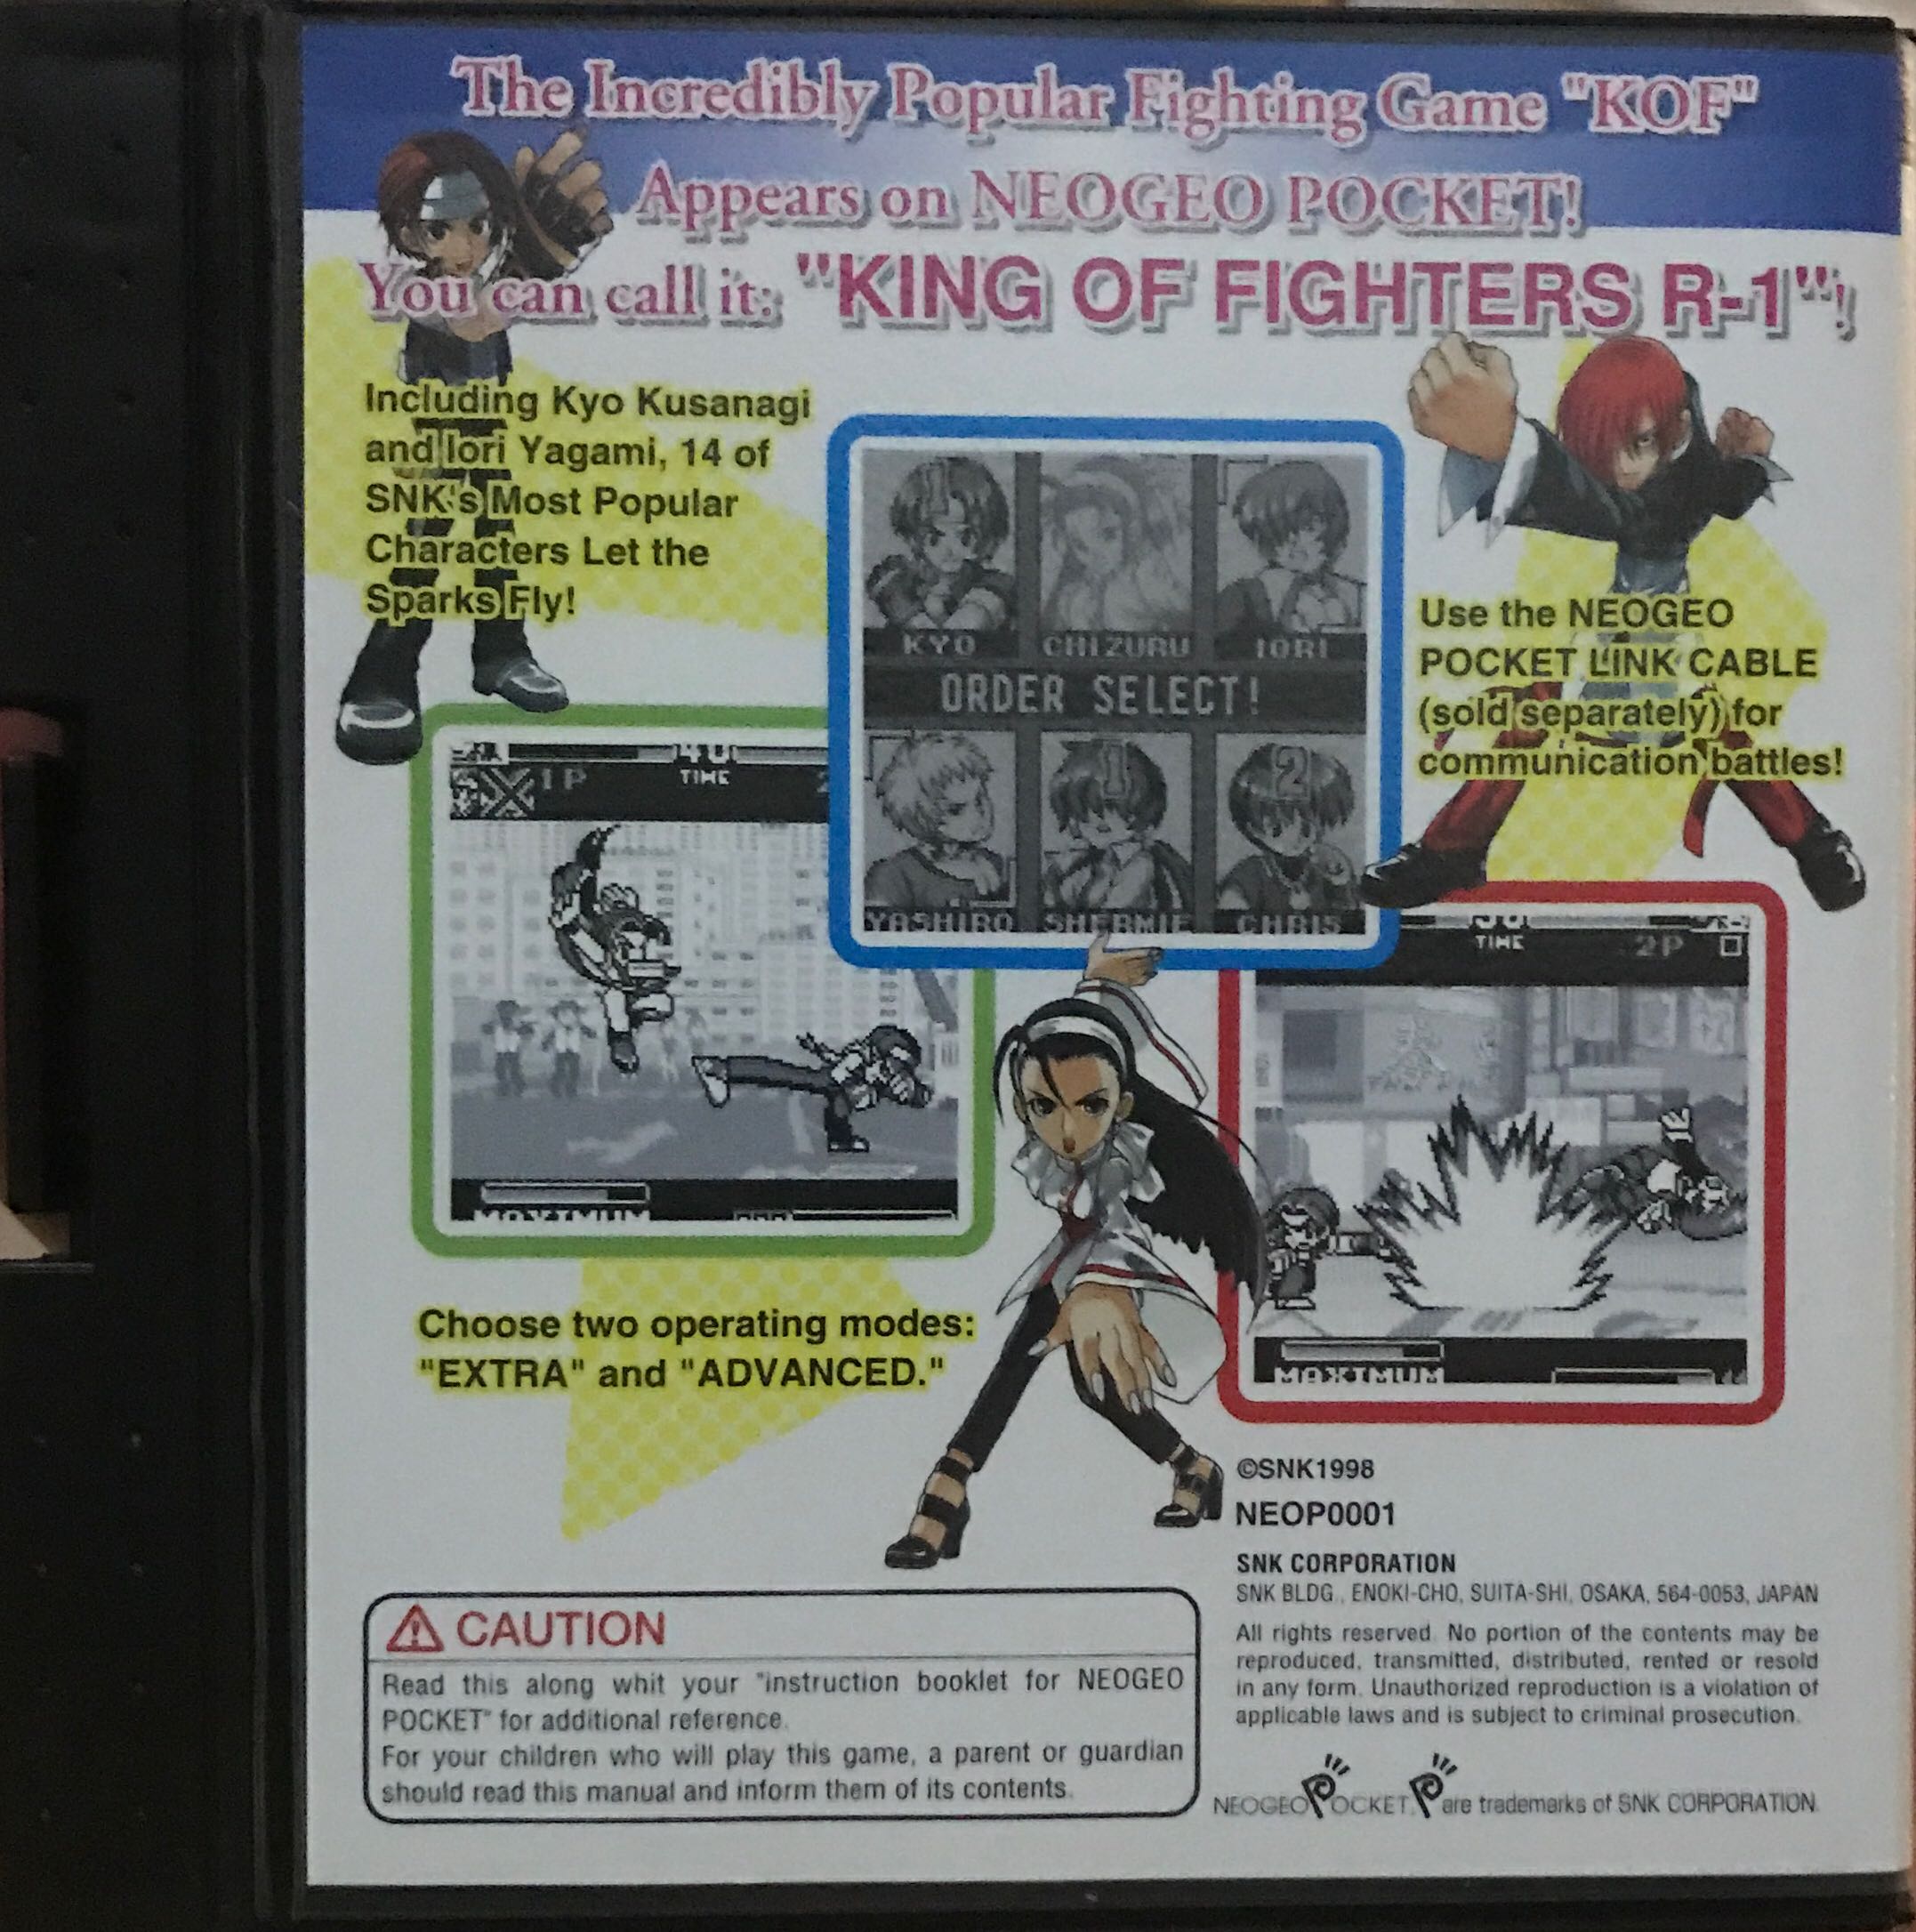 The Incredibly Popular Fighting Game "KOF"
Appears on NEOGEO POCKET!
You can call it: "KING OF FIGHTERS R-1"!
Including Kyo Kusanagi
and Iori Yagami, 14 of
SNK's Most Popular
Characters Let the
Sparks Fly!
KYO CHIZURU IORI
ORDER SELECT!
1 2
YASHIRO SHERMIE CHRIS
Use the NEOGEO
POCKET LINK CABLE
(sold separately) for
communication battles!
1P TIME 2
MAXIMUM
TIME 2P
MAXIMUM
Choose two operating modes:
"EXTRA" and "ADVANCED."
©SNK1998
NEOP0001
SNK CORPORATION
SNK BLDG., ENOKI-CHO, SUITA-SHI, OSAKA, 564-0053, JAPAN
All rights reserved. No portion of the contents may be
reproduced, transmitted, distributed, rented or resold
in any form. Unauthorized reproduction is a violation of
applicable laws and is subject to criminal prosecution.
NEOGEO POCKET, P are trademarks of SNK CORPORATION.
CAUTION
Read this along whit your "instruction booklet for NEOGEO
POCKET" for additional reference.
For your children who will play this game, a parent or guardian
should read this manual and inform them of its contents.